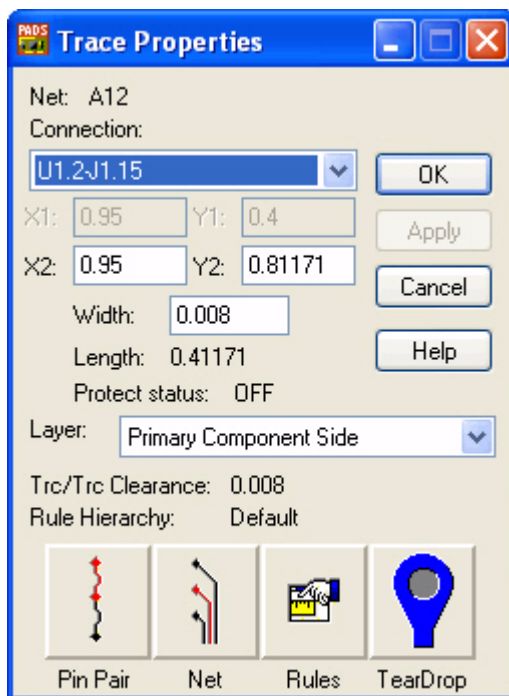 PADS Trace Properties
Net: A12
Connection:
U1.2-J1.15
OK
X1: 0.95 Y1: 0.4
Apply
X2: 0.95 Y2: 0.81171
Cancel
Width: 0.008
Length: 0.41171
Help
Protect status: OFF
Layer: Primary Component Side
Trc/Trc Clearance: 0.008
Rule Hierarchy: Default
Pin Pair Net Rules TearDrop